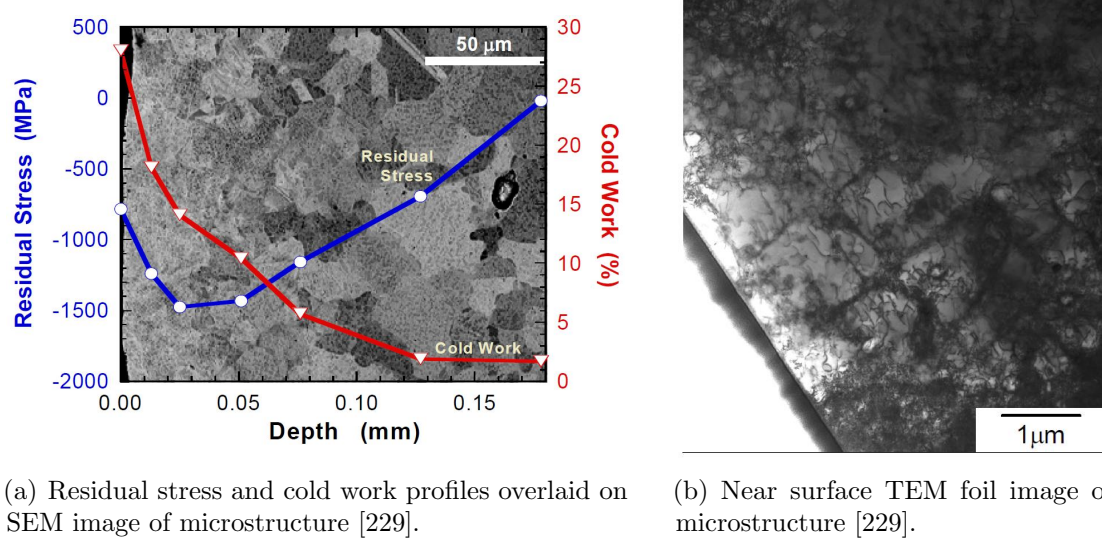 500
0
-500
-1000
-1500
-2000
Residual Stress (MPa)
30
25
20
15
10
5
0
Cold Work (%)
50 μm
Residual
Stress
Cold Work
0.00 0.05 0.10 0.15
Depth (mm)
1μm
(a) Residual stress and cold work profiles overlaid on
SEM image of microstructure [229].
(b) Near surface TEM foil image o
microstructure [229].